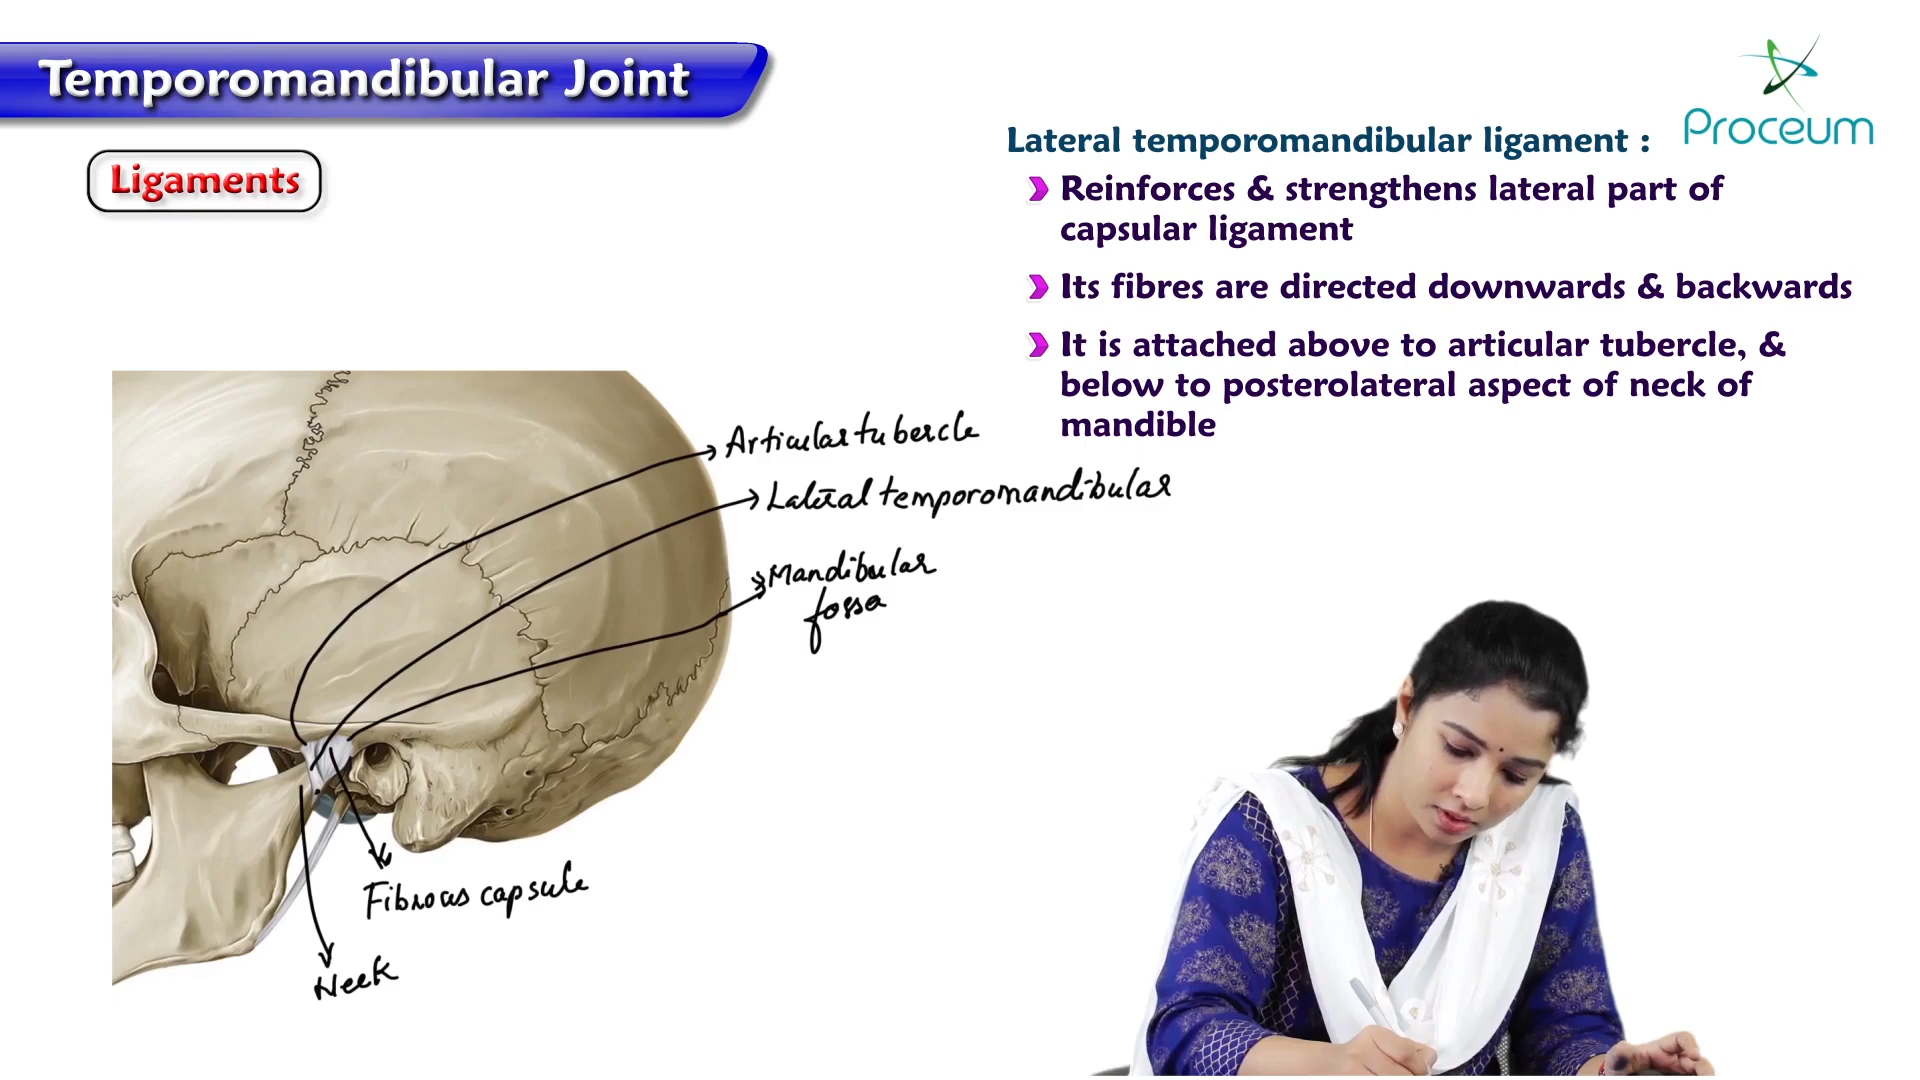 Temporomandibular Joint
Proceum
Ligaments
Lateral temporomandibular ligament :
Reinforces & strengthens lateral part of
capsular ligament
Its fibres are directed downwards & backwards
It is attached above to articular tubercle, &
below to posterolateral aspect of neck of
mandible
Articular tubercle
Lateral temporomandibular
Mandibular
fossa
Fibrous capsule
Neck